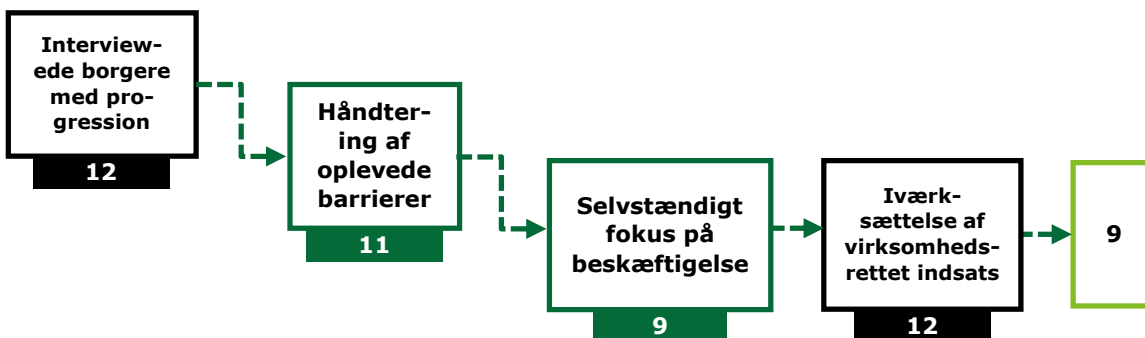 Interview-
ede borgere
med pro-
gression
12
Håndter-
ing af
oplevede
barrierer
11
Selvstændigt
fokus på
beskæftigelse
9
Iværk-
sættelse af
virksomheds-
rettet indsats
12
9